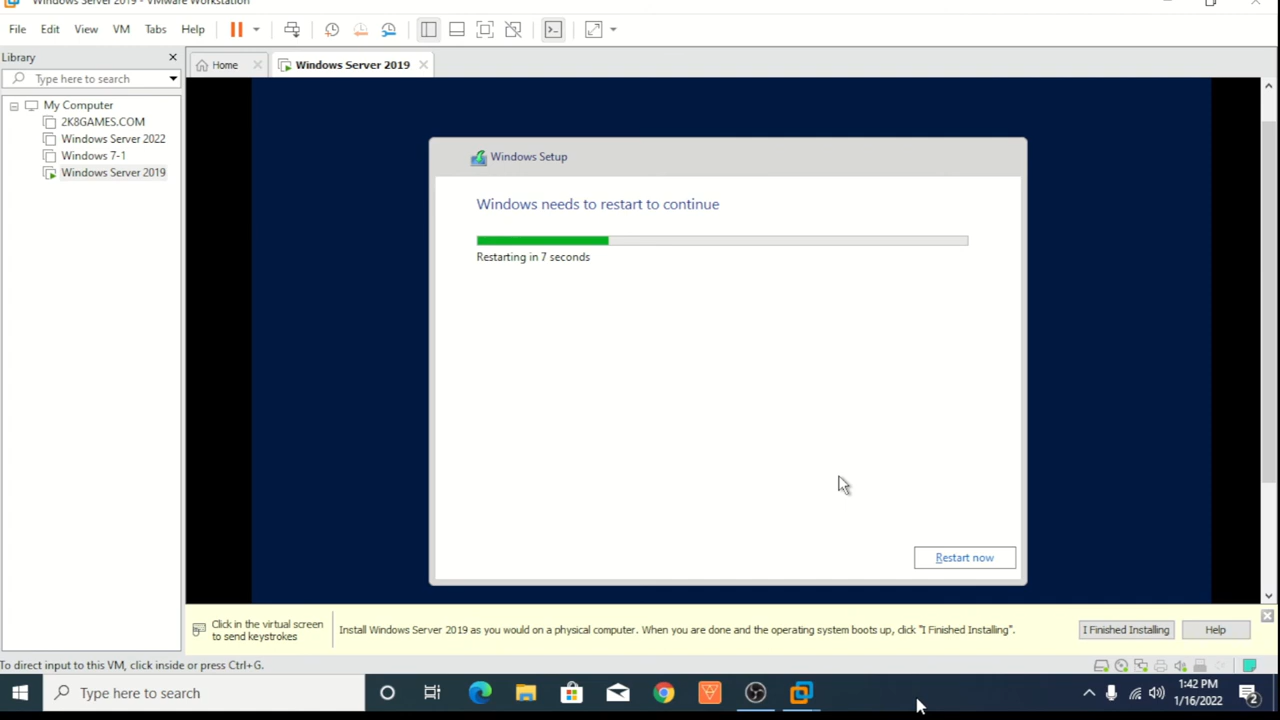 Windows Server 2019 - VMware Workstation
File Edit View VM Tabs Help
Library
Type here to search
Home
Windows Server 2019
My Computer
2K8GAMES.COM
Windows Server 2022
Windows 7-1
Windows Server 2019
Windows Setup
Windows needs to restart to continue
Restarting in 7 seconds
Restart now
Click in the virtual screen
to send keystrokes
Install Windows Server 2019 as you would on a physical computer. When you are done and the operating system boots up, click "I Finished Installing".
I Finished Installing
Help
To direct input to this VM, click inside or press Ctrl+G.
Type here to search
1:42 PM
1/16/2022
2